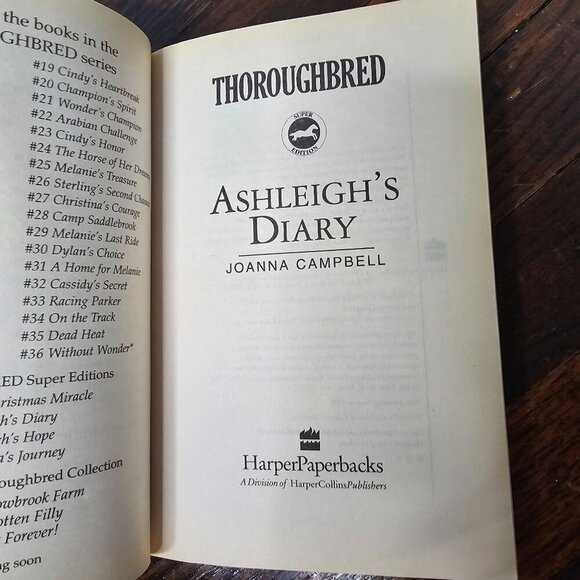 the books in the
GHBRED series
#19 Cindy's Heartbreak
#20 Champion's Spirit
#21 Wonder's Champion
#22 Arabian Challenge
#23 Cindy's Honor
#24 The Horse of Her Dreams
#25 Melanie's Treasure
#26 Sterling's Second Chance
#27 Christina's Courage
#28 Camp Saddlebrook
#29 Melanie's Last Ride
#30 Dylan's Choice
#31 A Home for Melanie
#32 Cassidy's Secret
#33 Racing Parker
#34 On the Track
#35 Dead Heat
#36 Without Wonder*
RED Super Editions
ristmas Miracle
h's Diary
h's Hope
a's Journey
oughbred Collection
wbrook Farm
otten Filly
Forever!
ng soon
THOROUGHBRED
SUPER
EDITION
ASHLEIGH'S
DIARY
JOANNA CAMPBELL
HarperPaperbacks
A Division of HarperCollinsPublishers